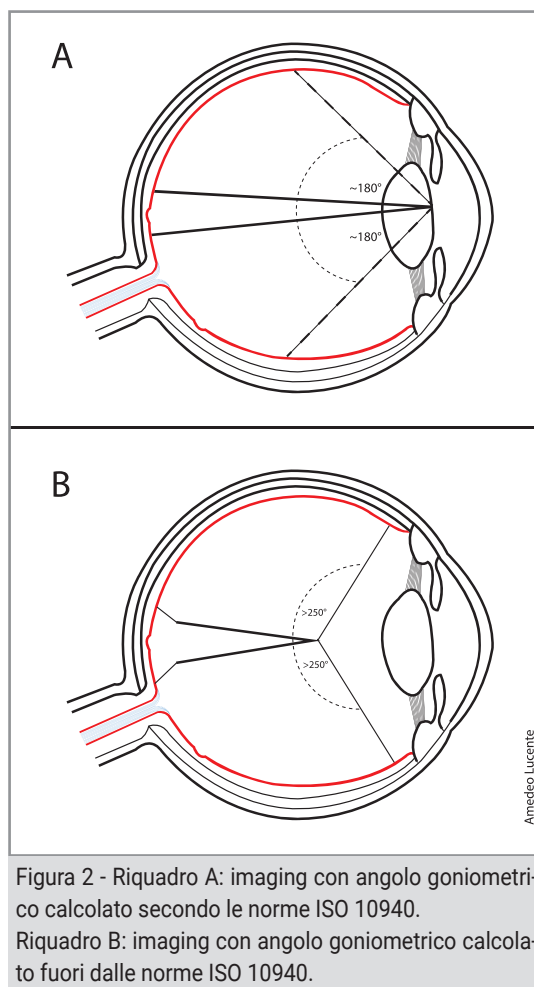 A
~180°
~180°
B
>250°
>250°
Amedeo Lucente
Figura 2 - Riquadro A: imaging con angolo goniometri-
co calcolato secondo le norme ISO 10940.
Riquadro B: imaging con angolo goniometrico calcola-
to fuori dalle norme ISO 10940.